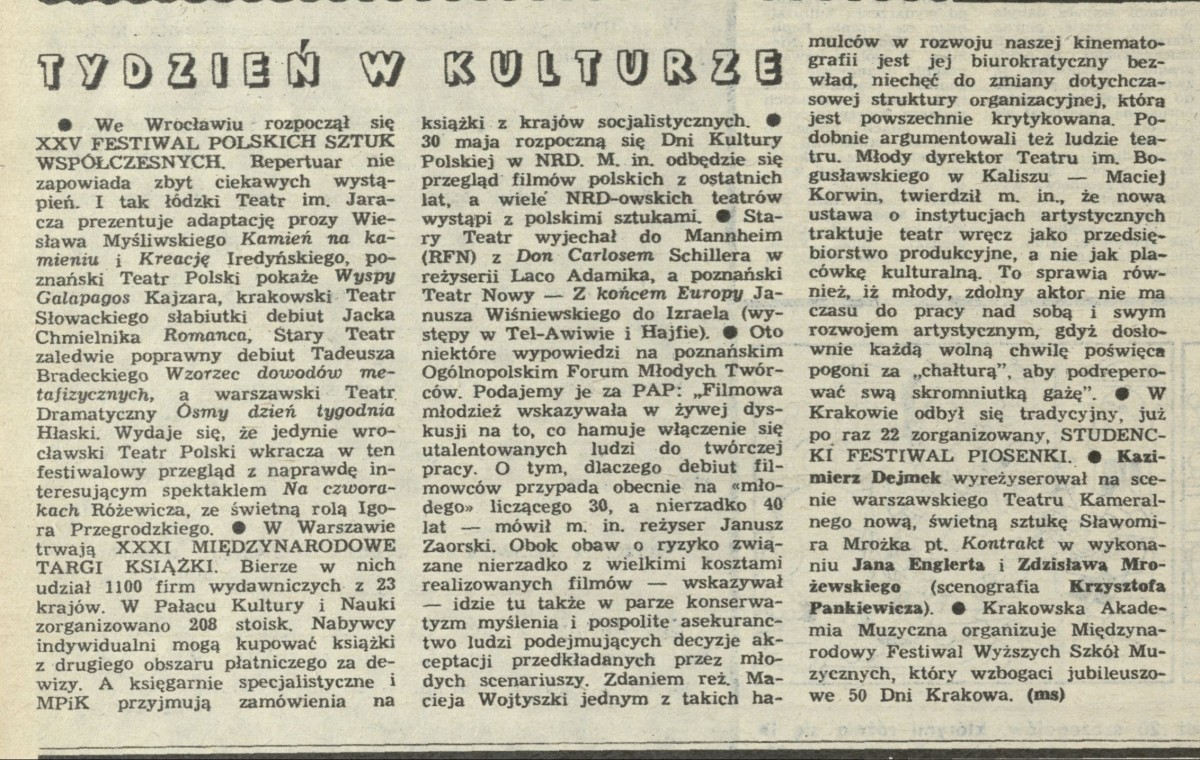 TYDZIEŃ W KULTURZE
● We Wrocławiu rozpoczął się
XXV FESTIWAL POLSKICH SZTUK
WSPÓŁCZESNYCH. Repertuar nie
zapowiada zbyt ciekawych wystą-
pień. I tak łódzki Teatr im. Jara-
cza prezentuje adaptację prozy Wie-
sława Myśliwskiego Kamień na ka-
mieniu i Kreację Iredyńskiego, po-
znański Teatr Polski pokaże Wyspy
Galapagos Kajzara, krakowski Teatr
Słowackiego słabiutki debiut Jacka
Chmielnika Romanca, Stary Teatr
zaledwie poprawny debiut Tadeusza
Bradeckiego Wzorzec dowodów me-
tafizycznych, a warszawski Teatr
Dramatyczny Ósmy dzień tygodnia
Hłaski. Wydaje się, że jedynie wro-
cławski Teatr Polski wkracza w ten
festiwalowy przegląd z naprawdę in-
teresującym spektaklem Na czwora-
kach Różewicza, ze świetną rolą Igo-
ra Przegrodzkiego. ● W Warszawie
trwają XXXI MIĘDZYNARODOWE
TARGI KSIĄŻKI. Bierze w nich
udział 1100 firm wydawniczych z 23
krajów. W Pałacu Kultury i Nauki
zorganizowano 208 stoisk. Nabywcy
indywidualni mogą kupować książki
z drugiego obszaru płatniczego za de-
wizy. A księgarnie specjalistyczne i
MPiK przyjmują zamówienia na
książki z krajów socjalistycznych. ●
30 maja rozpoczną się Dni Kultury
Polskiej w NRD. M. in. odbędzie się
przegląd filmów polskich z ostatnich
lat, a wiele NRD-owskich teatrów
wystąpi z polskimi sztukami. ● Sta-
ry Teatr wyjechał do Mannheim
(RFN) z Don Carlosem Schillera w
reżyserii Laco Adamika, a poznański
Teatr Nowy — Z końcem Europy Ja-
nusza Wiśniewskiego do Izraela (wy-
stępy w Tel-Awiwie i Hajfie). ● Oto
niektóre wypowiedzi na poznańskim
Ogólnopolskim Forum Młodych Twór-
ców. Podajemy je za PAP: „Filmowa
młodzież wskazywała w żywej dys-
kusji na to, co hamuje włączenie się
utalentowanych ludzi do twórczej
pracy. O tym, dlaczego debiut fil-
mowców przypada obecnie na «mło-
dego» liczącego 30, a nierzadko 40
lat — mówił m. in. reżyser Janusz
Zaorski. Obok obaw o ryzyko zwią-
zane nierzadko z wielkimi kosztami
realizowanych filmów — wskazywał
— idzie tu także w parze konserwa-
tyzm myślenia i pospolite asekuranc-
two ludzi podejmujących decyzje ak-
ceptacji przedkładanych przez mło-
dych scenariuszy. Zdaniem reż. Ma-
cieja Wojtyszki jednym z takich ha-
mulców w rozwoju naszej kinemato-
grafii jest jej biurokratyczny bez-
wład, niechęć do zmiany dotychcza-
sowej struktury organizacyjnej, która
jest powszechnie krytykowana. Po-
dobnie argumentowali też ludzie tea-
tru. Młody dyrektor Teatru im. Bo-
gusławskiego w Kaliszu — Maciej
Korwin, twierdził m. in., że nowa
ustawa o instytucjach artystycznych
traktuje teatr wręcz jako przedsię-
biorstwo produkcyjne, a nie jak pla-
cówkę kulturalną. To sprawia rów-
nież, iż młody, zdolny aktor nie ma
czasu do pracy nad sobą i swym
rozwojem artystycznym, gdyż dosło-
wnie każdą wolną chwilę poświęca
pogoni za „chałturą”, aby podrepero-
wać swą skromniutką gażę”. ● W
Krakowie odbył się tradycyjny, już
po raz 22 zorganizowany, STUDENC-
KI FESTIWAL PIOSENKI. ● Kazi-
mierz Dejmek wyreżyserował na sce-
nie warszawskiego Teatru Kameral-
nego nową, świetną sztukę Sławomi-
ra Mrożka pt. Kontrakt w wykona-
niu Jana Englerta i Zdzisława Mro-
żewskiego (scenografia Krzysztofa
Pankiewicza). ● Krakowska Akade-
mia Muzyczna organizuje Międzyna-
rodowy Festiwal Wyższych Szkół Mu-
zycznych, który wzbogaci jubileuszo-
we 50 Dni Krakowa. (ms)